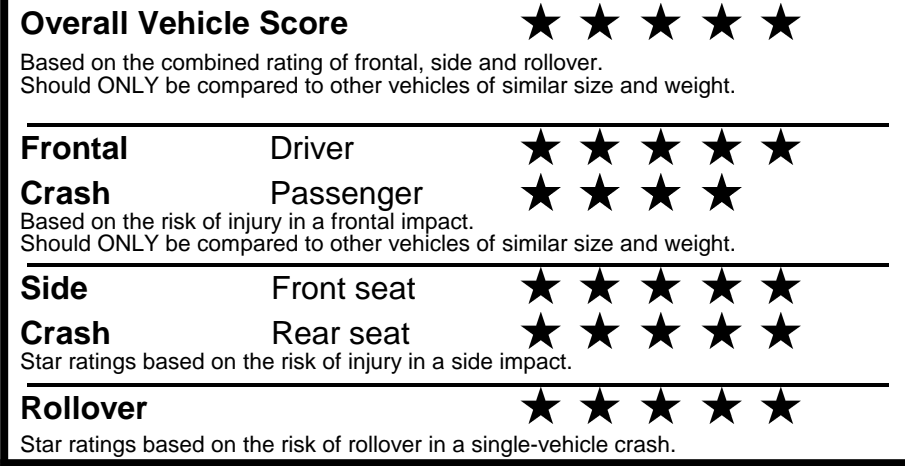 Overall Vehicle Score ★ ★ ★ ★ ★
Based on the combined rating of frontal, side and rollover.
Should ONLY be compared to other vehicles of similar size and weight.
Frontal Driver ★ ★ ★ ★ ★
Crash Passenger ★ ★ ★ ★
Based on the risk of injury in a frontal impact.
Should ONLY be compared to other vehicles of similar size and weight.
Side Front seat ★ ★ ★ ★ ★
Crash Rear seat ★ ★ ★ ★ ★
Star ratings based on the risk of injury in a side impact.
Rollover ★ ★ ★ ★ ★
Star ratings based on the risk of rollover in a single-vehicle crash.